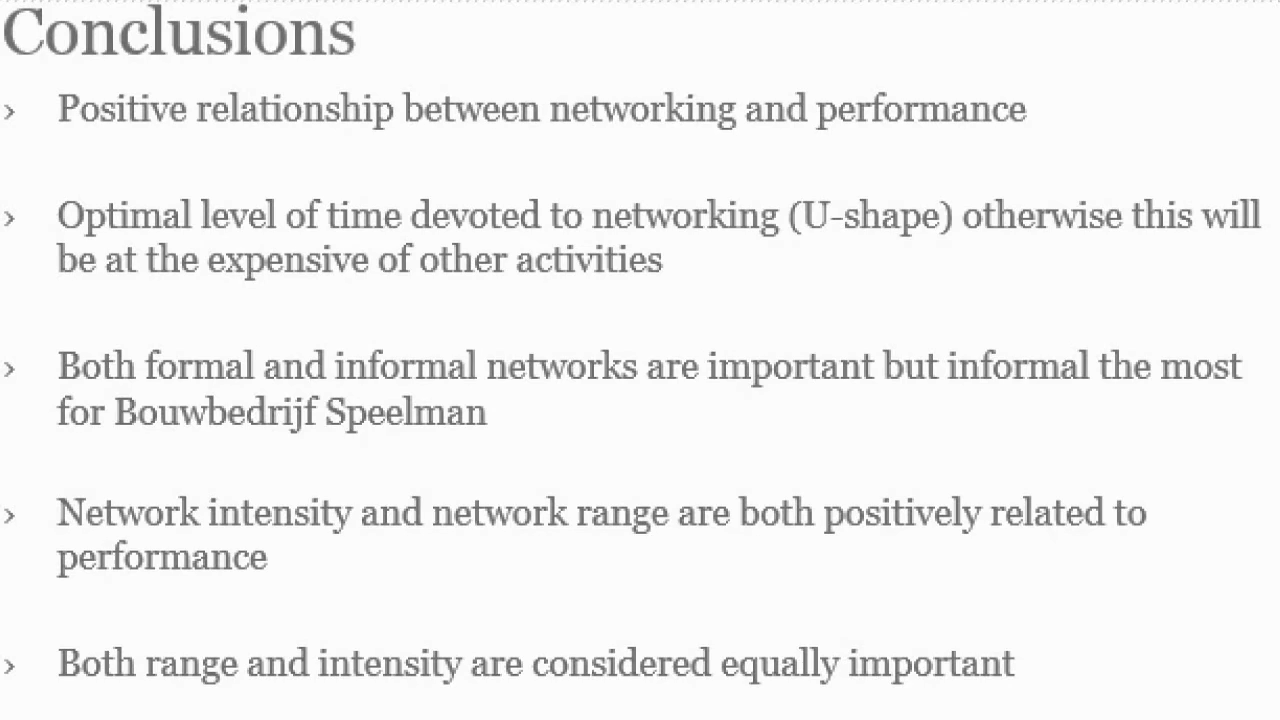 Conclusions
› Positive relationship between networking and performance
› Optimal level of time devoted to networking (U-shape) otherwise this will
be at the expensive of other activities
› Both formal and informal networks are important but informal the most
for Bouwbedrijf Speelman
› Network intensity and network range are both positively related to
performance
› Both range and intensity are considered equally important